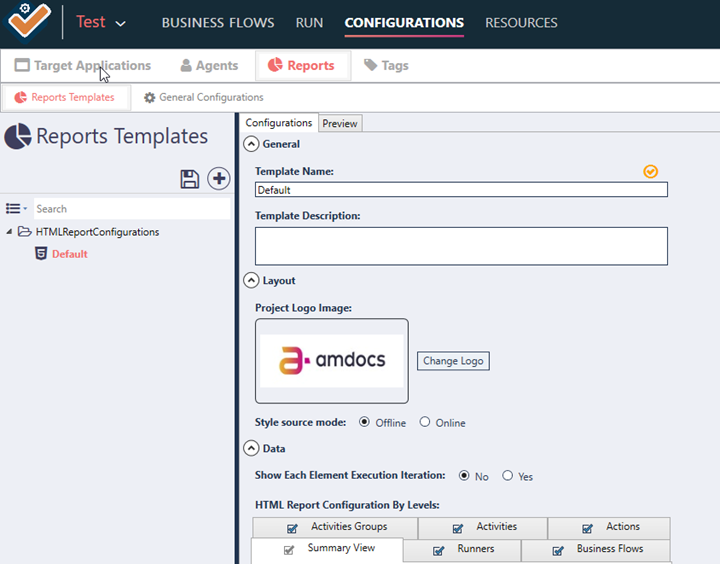 Test BUSINESS FLOWS RUN CONFIGURATIONS RESOURCES
Target Applications Agents Reports Tags
Reports Templates General Configurations
Reports Templates
Search
HTMLReportConfigurations
Default
Configurations Preview
General
Template Name:
Default
Template Description:
Layout
Project Logo Image:
amdocs
Change Logo
Style source mode: Offline Online
Data
Show Each Element Execution Iteration: No Yes
HTML Report Configuration By Levels:
Activities Groups Activities Actions
Summary View Runners Business Flows